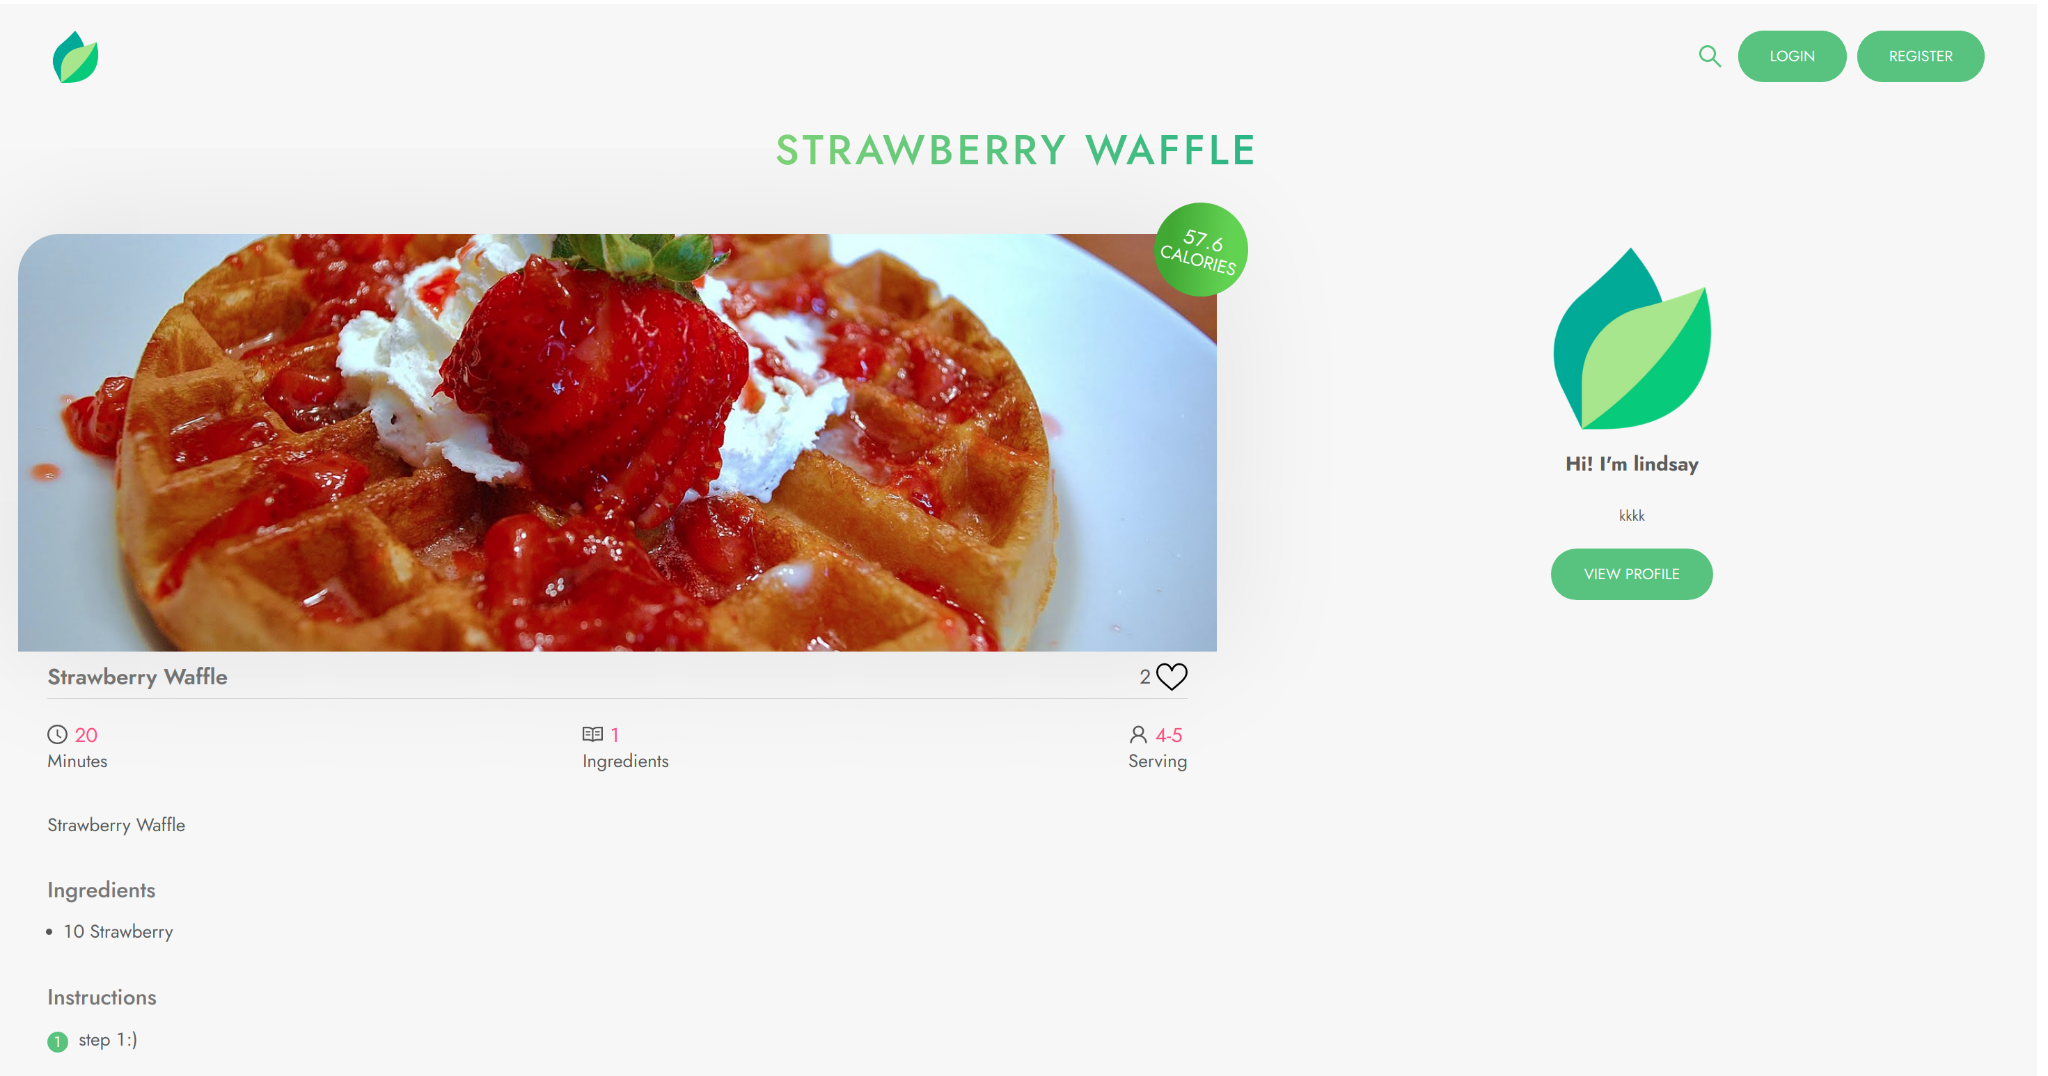 LOGIN
REGISTER
STRAWBERRY WAFFLE
57.6
CALORIES
Hi! I'm lindsay
kkkk
VIEW PROFILE
Strawberry Waffle
2
20
Minutes
1
Ingredients
4-5
Serving
Strawberry Waffle
Ingredients
• 10 Strawberry
Instructions
1 step 1:)